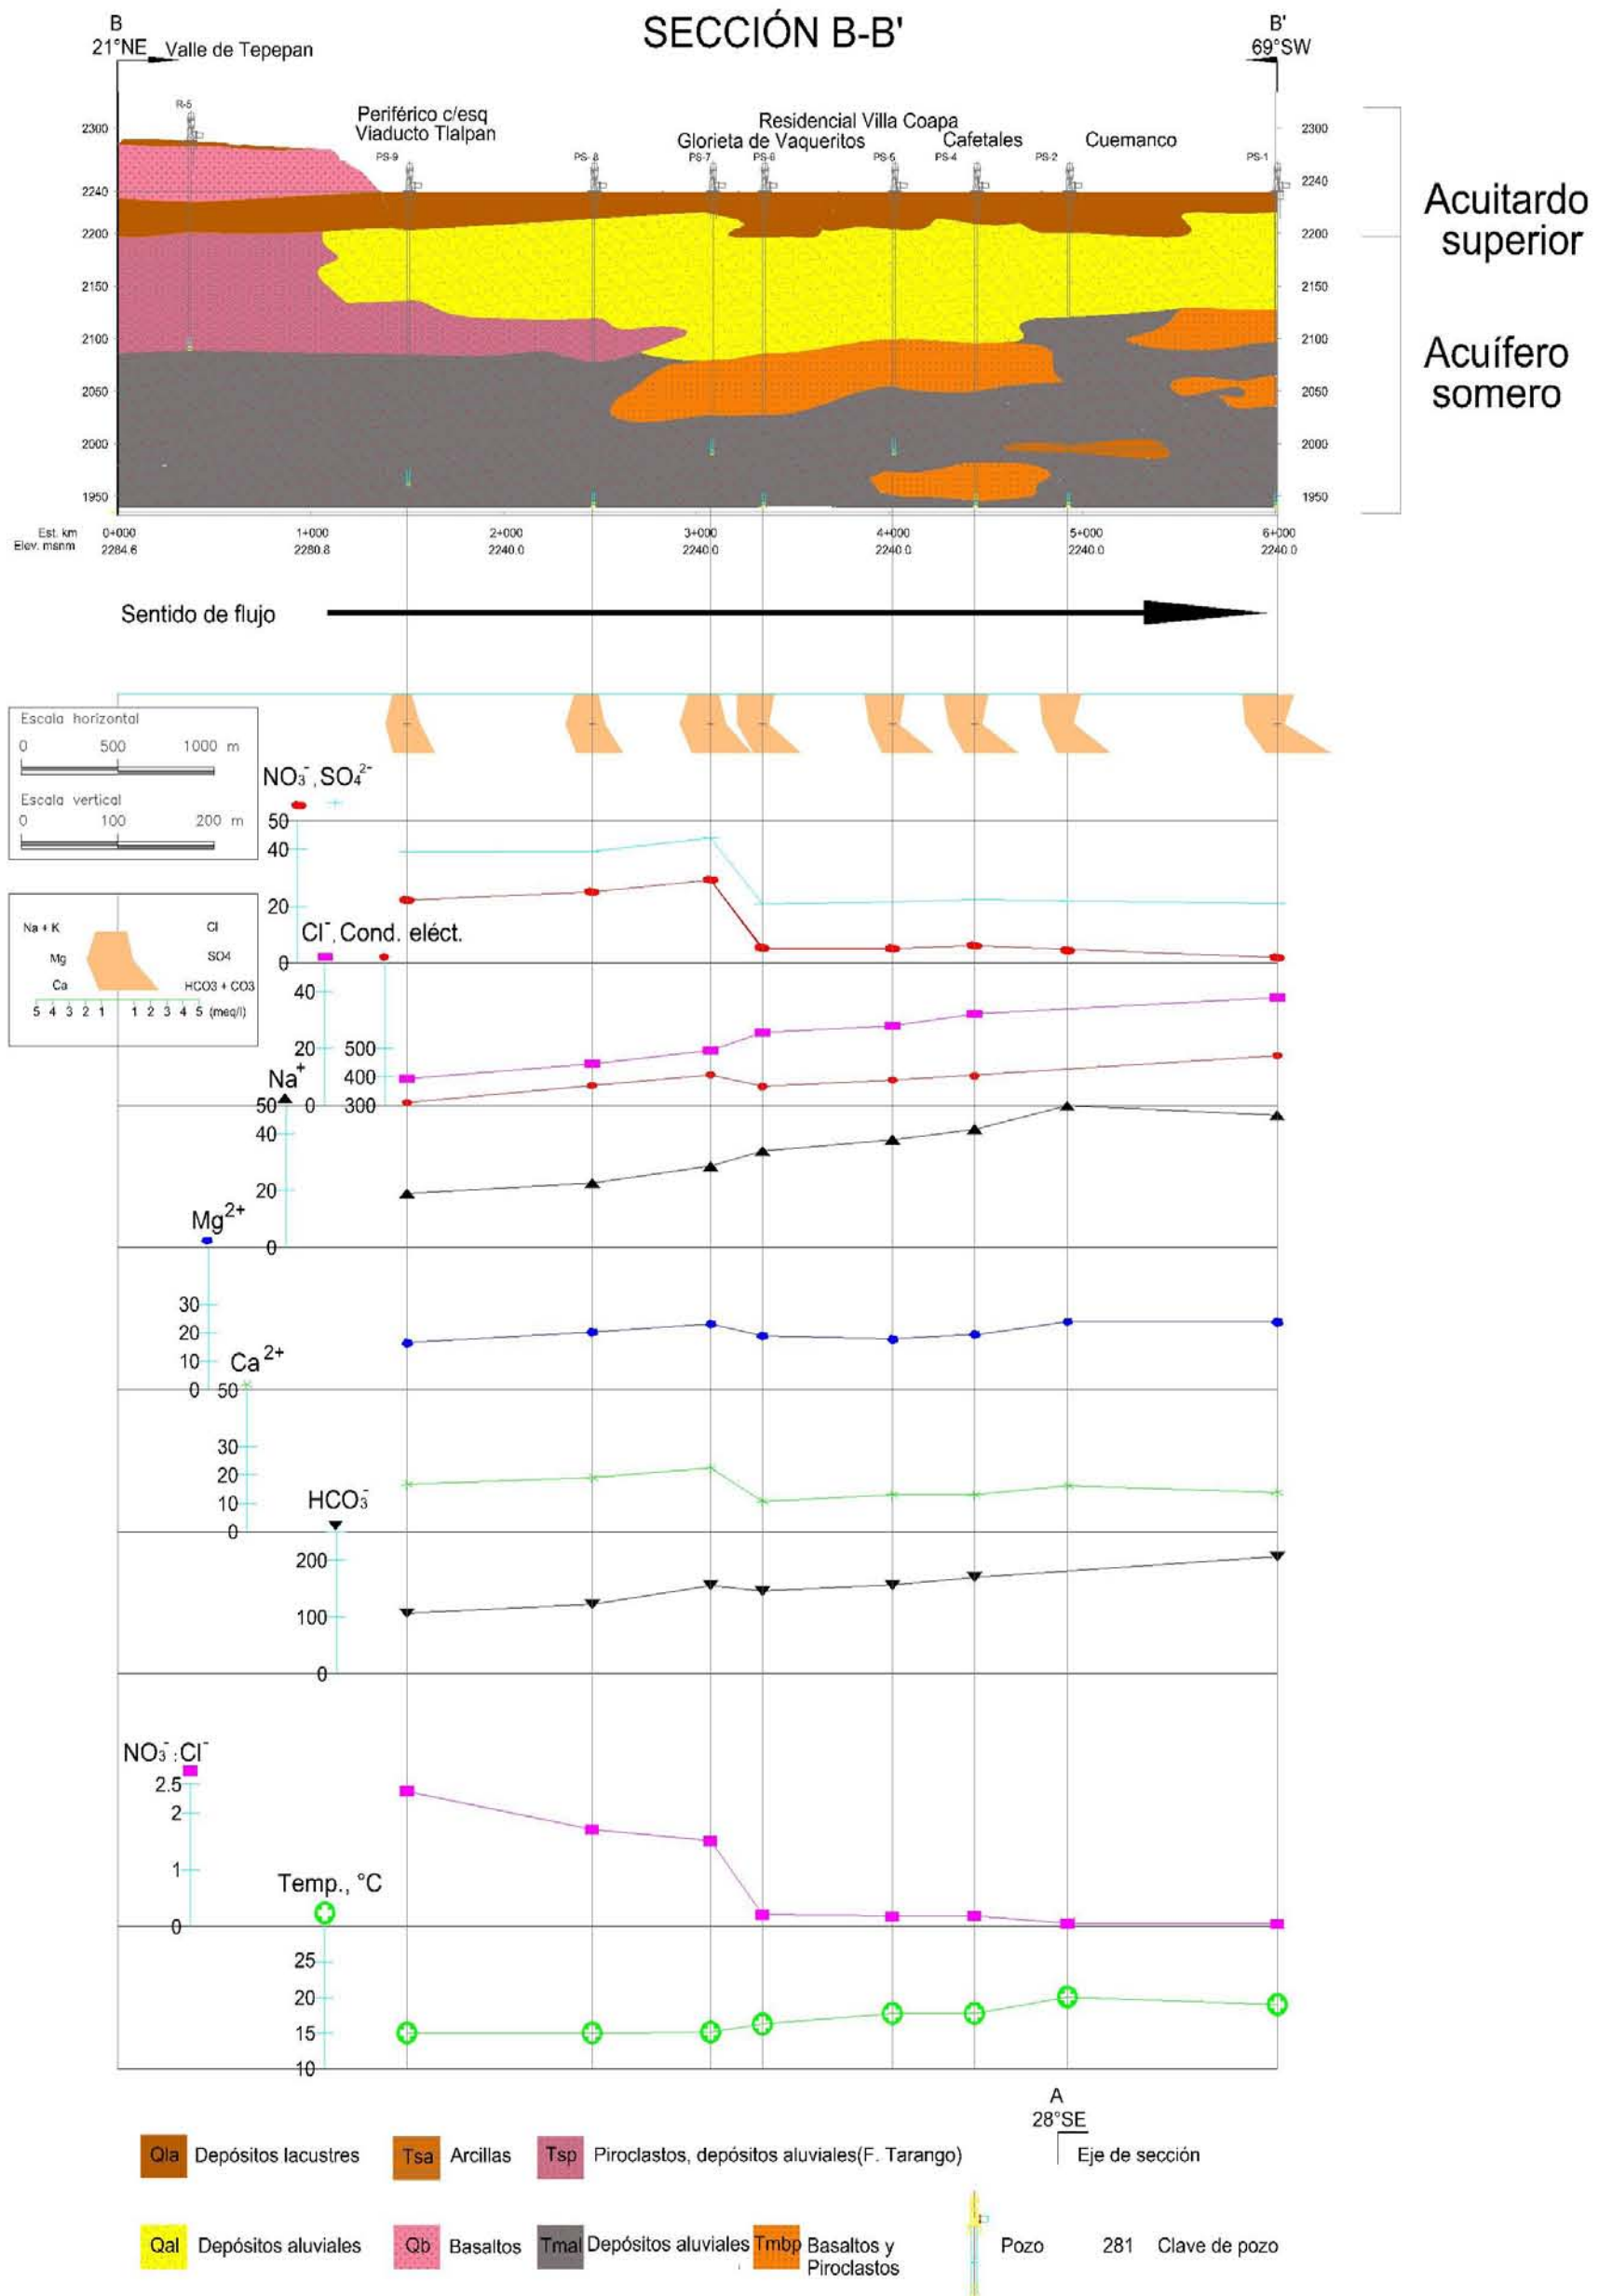 SECCIÓN B-B'
B
21°NE Valle de Tepepan
B'
69°SW
R-5
Periférico c/esq
Viaducto Tlalpan
Residencial Villa Coapa
Glorieta de Vaqueritos
Cafetales
Cuemanco
PS-9
PS-8
PS-7
PS-6
PS-5
PS-4
PS-2
PS-1
2300
2240
2200
2150
2100
2050
2000
1950
2300
2240
2200
2150
2100
2050
2000
1950
Acuitardo
superior
Acuífero
somero
Est. km 0+000 1+000 2+000 3+000 4+000 5+000 6+000
Elev. msnm 2284.6 2280.8 2240.0 2240.0 2240.0 2240.0 2240.0
Sentido de flujo
Escala horizontal
0 500 1000 m
Escala vertical
0 100 200 m
Na + K Cl
Mg SO4
Ca HCO3 + CO3
5 4 3 2 1 1 2 3 4 5 (meq/l)
NO₃⁻, SO₄²⁻
50
40
20
0
Cl⁻, Cond. eléct.
40
20 500
400
0 300
Na⁺
50
40
20
0
Mg²⁺
30
20
10
0
Ca²⁺
50
30
20
10
0
HCO₃⁻
200
100
0
NO₃⁻:Cl⁻
2.5
2
1
0
Temp., °C
25
20
15
10
A
28°SE
Eje de sección
Qla Depósitos lacustres
Tsa Arcillas
Tsp Piroclastos, depósitos aluviales(F. Tarango)
Qal Depósitos aluviales
Qb Basaltos
Tmal Depósitos aluviales
Tmbp Basaltos y
Piroclastos
Pozo
281 Clave de pozo